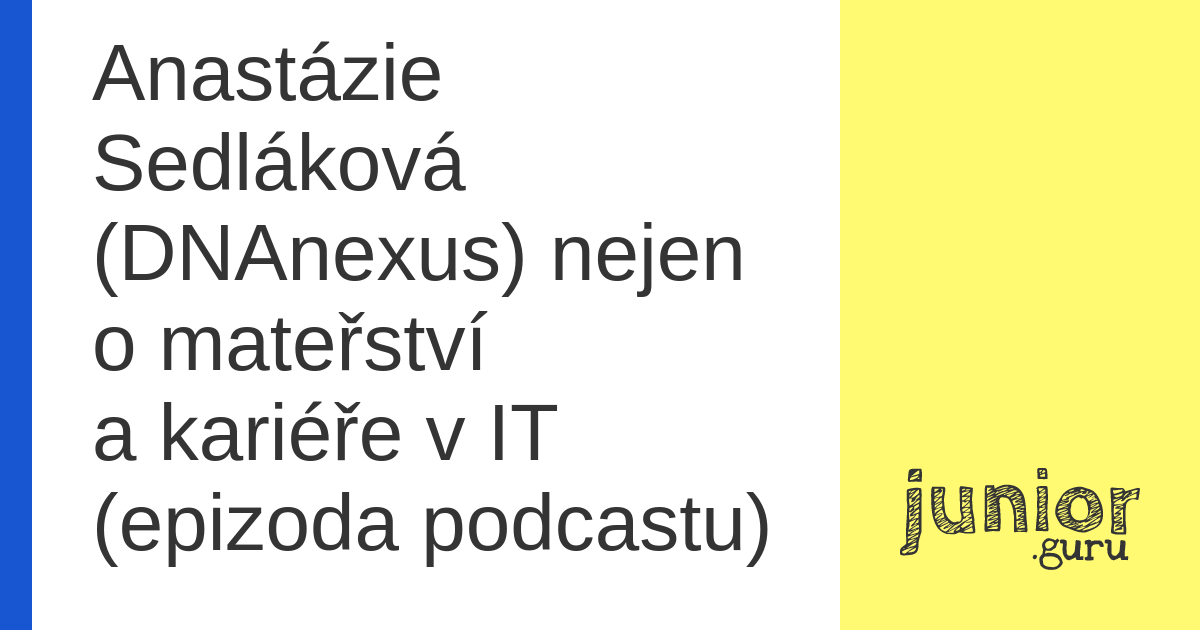 Anastázie
Sedláková
(DNAnexus) nejen
o mateřství
a kariéře v IT
(epizoda podcastu)
junior
.guru